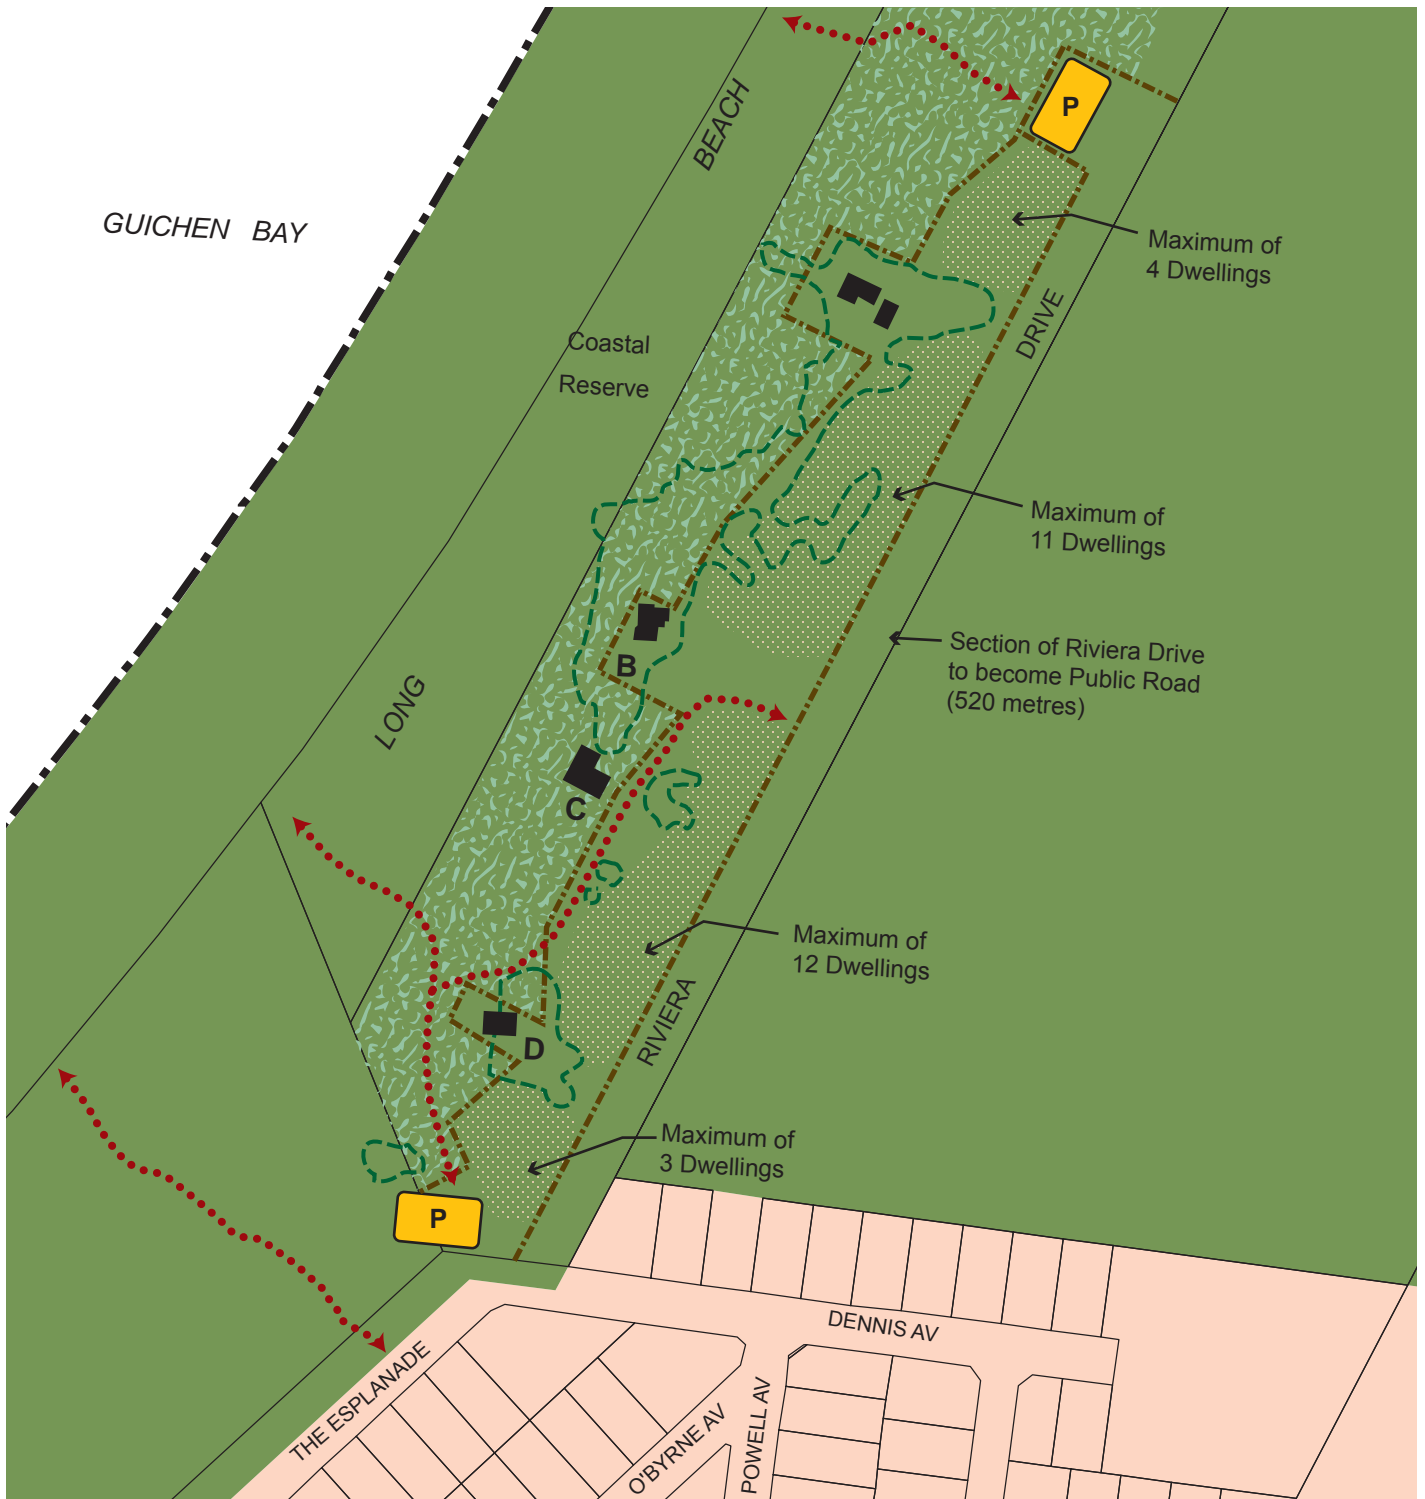 P
BEACH
GUICHEN BAY
Maximum of
4 Dwellings
DRIVE
Coastal
Reserve
Maximum of
11 Dwellings
Section of Riviera Drive
to become Public Road
(520 metres)
B
LONG
C
Maximum of
12 Dwellings
RIVIERA
D
Maximum of
3 Dwellings
P
DENNIS AV
THE ESPLANADE
O'BYRNE AV
POWELL AV